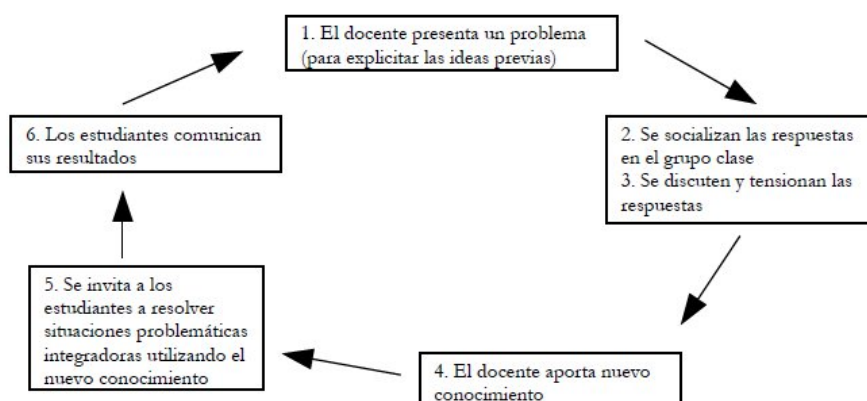 1. El docente presenta un problema
(para explicitar las ideas previas)
2. Se socializan las respuestas
en el grupo clase
3. Se discuten y tensionan las
respuestas
4. El docente aporta nuevo
conocimiento
5. Se invita a los
estudiantes a resolver
situaciones problemáticas
integradoras utilizando el
nuevo conocimiento
6. Los estudiantes comunican
sus resultados